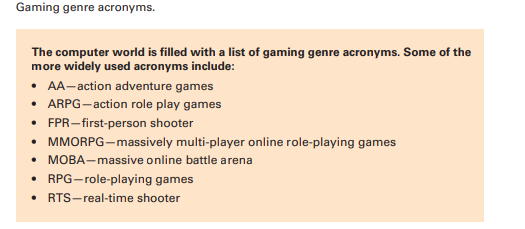 Gaming genre acronyms.
The computer world is filled with a list of gaming genre acronyms. Some of the
more widely used acronyms include:
• AA—action adventure games
• ARPG—action role play games
• FPR—first-person shooter
• MMORPG—massively multi-player online role-playing games
• MOBA—massive online battle arena
• RPG—role-playing games
• RTS—real-time shooter